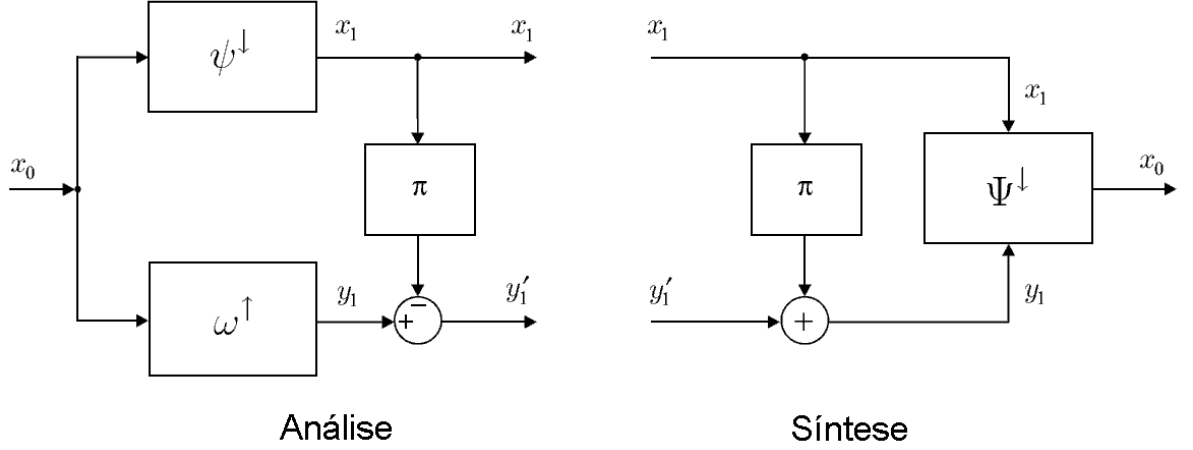 ψ↓ x₁ x₁ x₁
x₁
x₀ π π Ψ↓ x₀
ω↑ y₁ − + y₁′ y₁′ + y₁
Análise Síntese